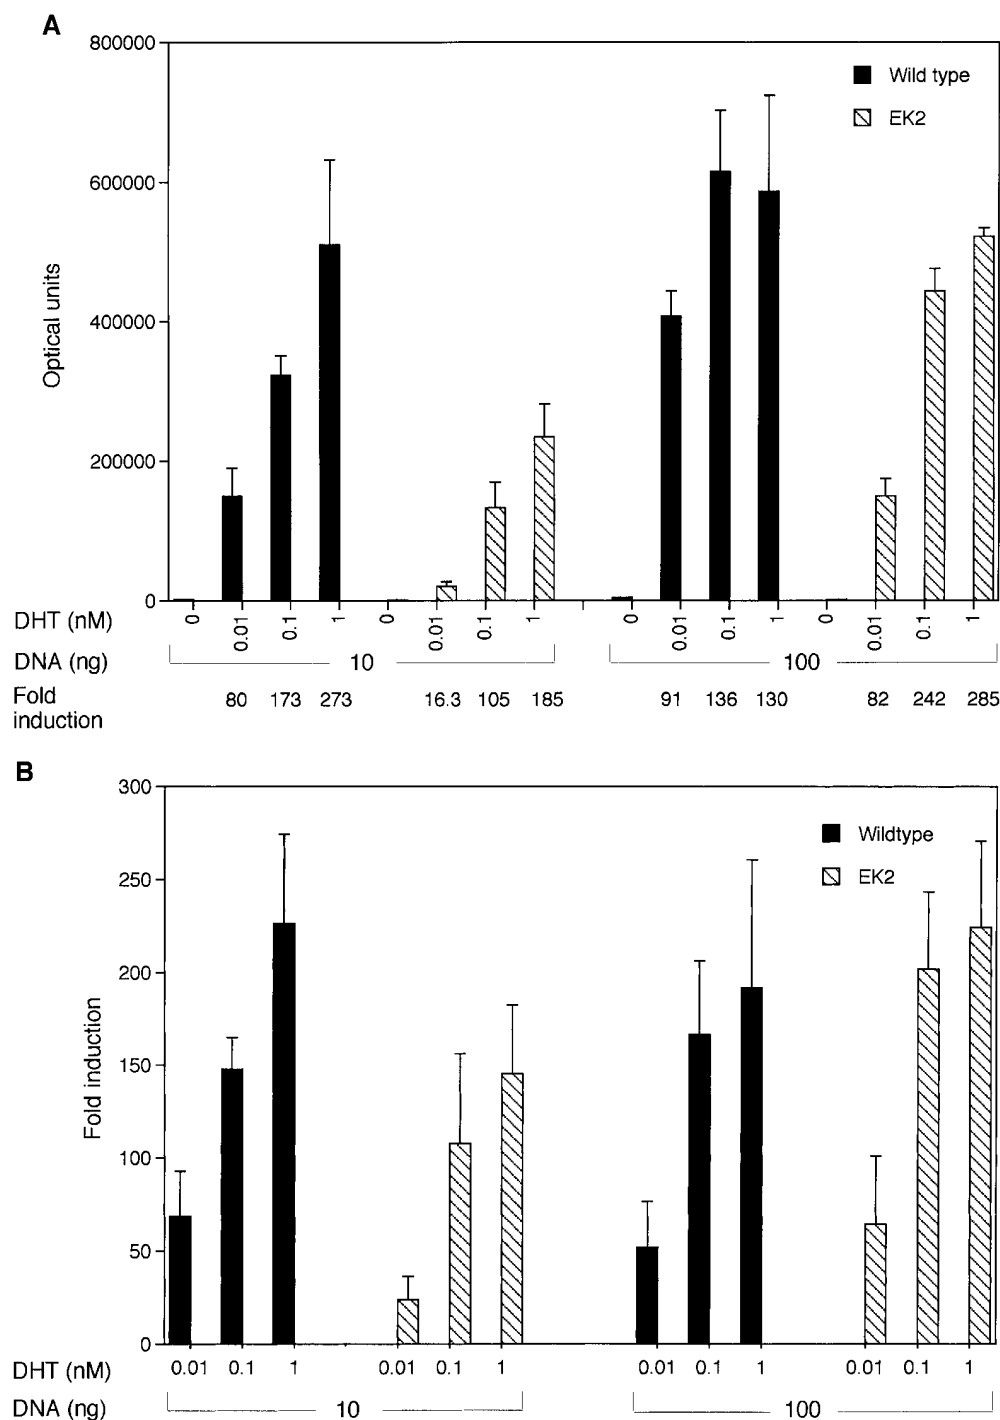 A
800000
600000
400000
200000
0
Optical units
Wild type
EK2
DHT (nM) 0 0.01 0.1 1 0 0.01 0.1 1 0 0.01 0.1 1 0 0.01 0.1 1
DNA (ng) 10 100
Fold induction 80 173 273 16.3 105 185 91 136 130 82 242 285
B
300
250
200
150
100
50
0
Fold induction
Wildtype
EK2
DHT (nM) 0.01 0.1 1 0.01 0.1 1 0.01 0.1 1 0.01 0.1 1
DNA (ng) 10 100